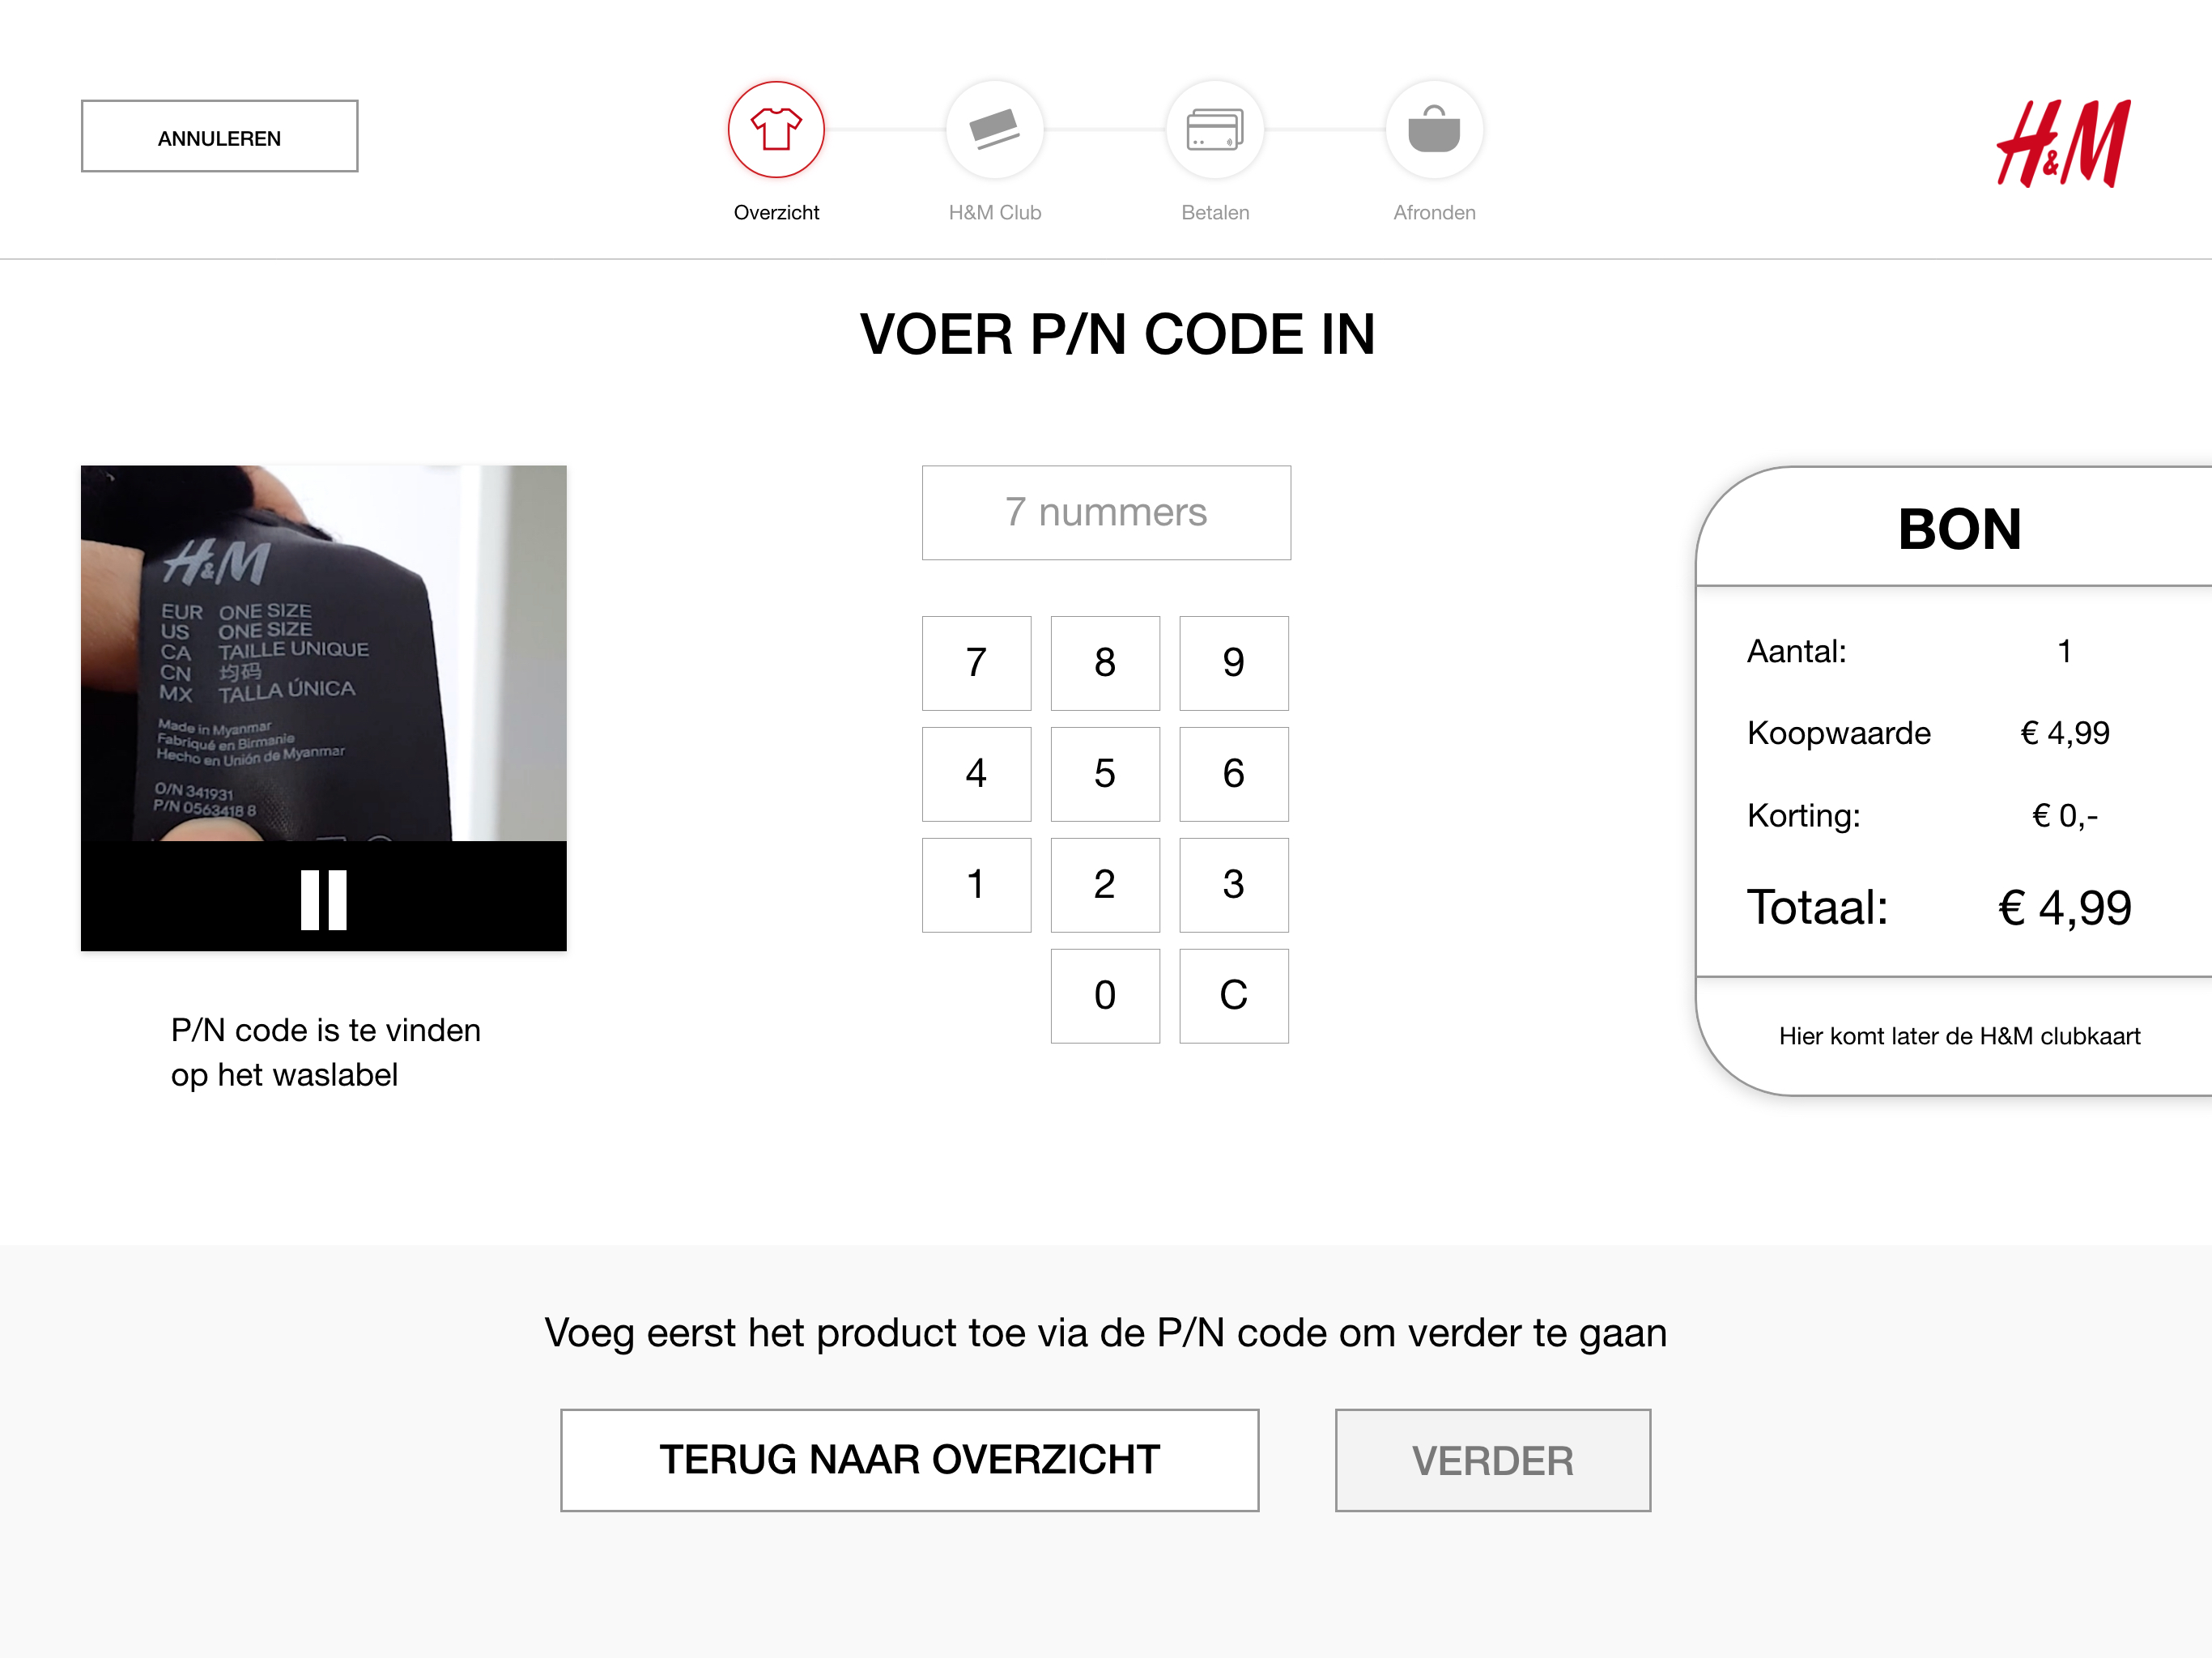 ANNULEREN
Overzicht
H&M Club
Betalen
Afronden
H&M
VOER P/N CODE IN
H&M
EUR ONE SIZE
US ONE SIZE
CA TAILLE UNIQUE
CN 均码
MX TALLA ÚNICA
Made in Myanmar
Fabriqué en Birmanie
Hecho en Unión de Myanmar
O/N 341931
P/N 0563418 8
P/N code is te vinden
op het waslabel
7 nummers
7 8 9
4 5 6
1 2 3
0 C
BON
Aantal: 1
Koopwaarde € 4,99
Korting: € 0,-
Totaal: € 4,99
Hier komt later de H&M clubkaart
Voeg eerst het product toe via de P/N code om verder te gaan
TERUG NAAR OVERZICHT
VERDER